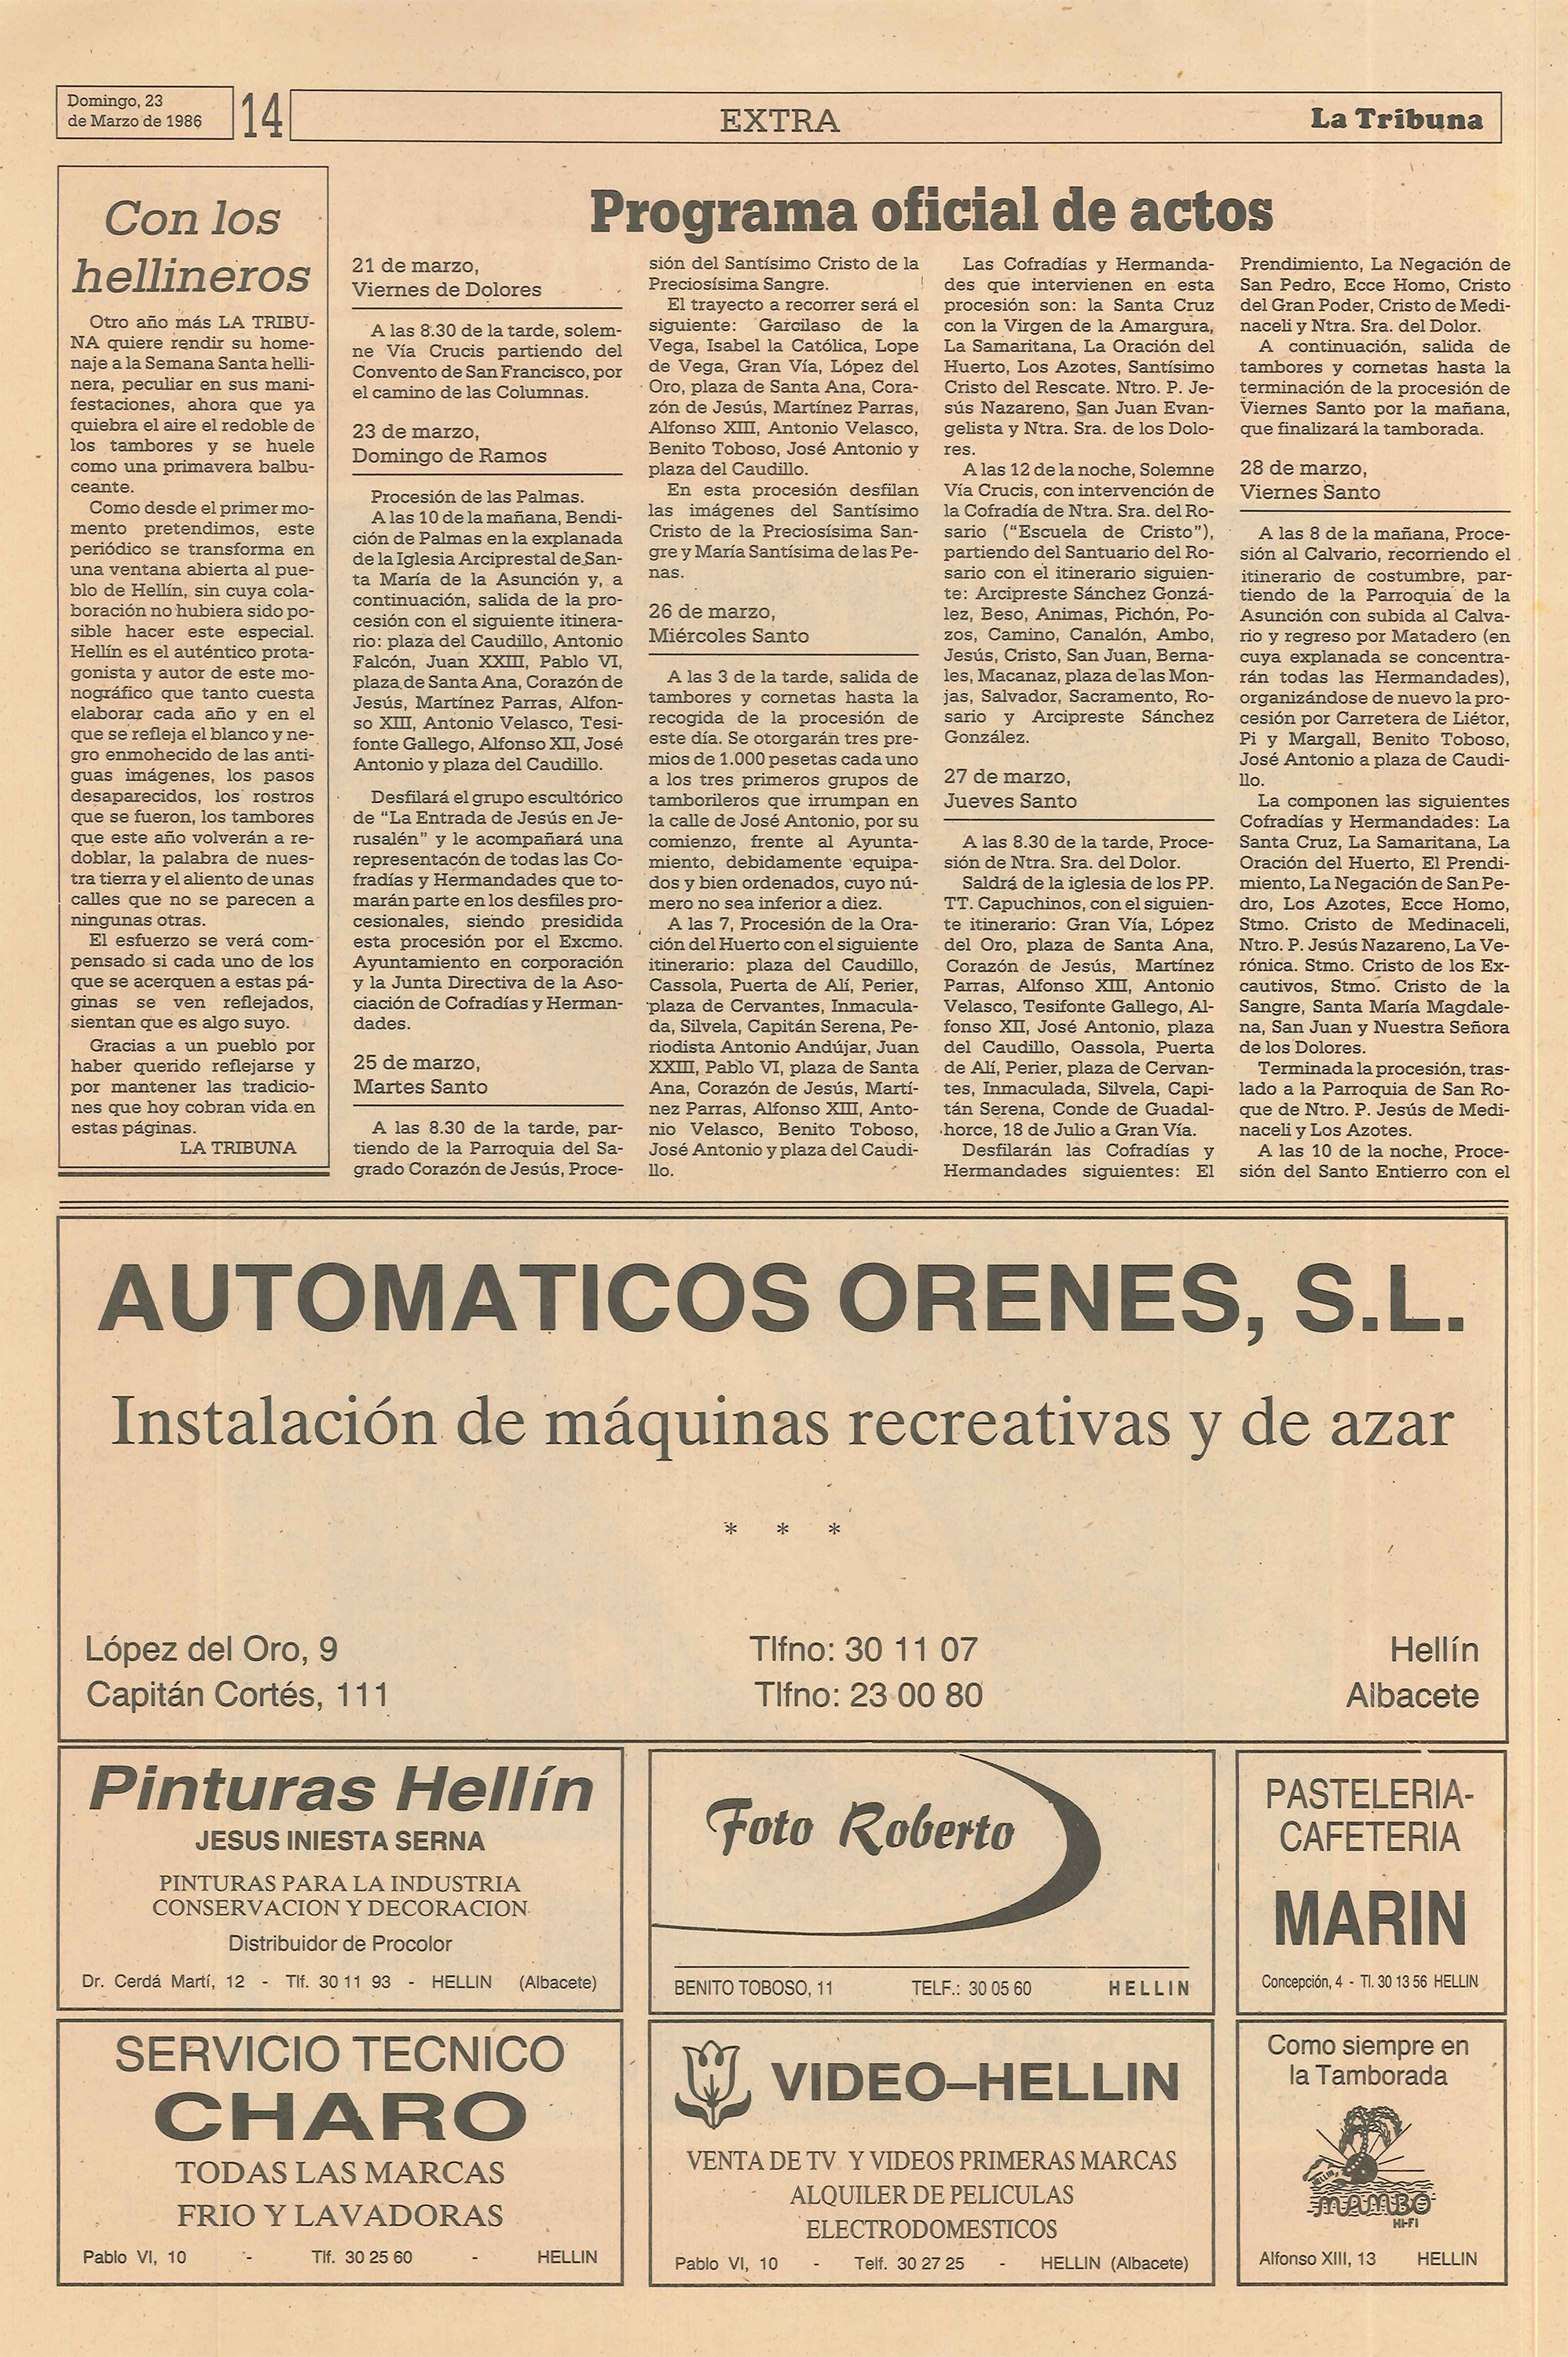 Domingo, 23
de Marzo de 1986
14
EXTRA
La Tribuna
Con los
hellineros
Otro año más LA TRIBU-
NA quiere rendir su home-
naje a la Semana Santa helli-
nera, peculiar en sus mani-
festaciones, ahora que ya
quiebra el aire el redoble de
los tambores y se huele
como una primavera balbu-
ceante.
Como desde el primer mo-
mento pretendimos, este
periódico se transforma en
una ventana abierta al pue-
blo de Hellín, sin cuya cola-
boración no hubiera sido po-
sible hacer este especial.
Hellín es el auténtico prota-
gonista y autor de este mo-
nográfico que tanto cuesta
elaborar cada año y en el
que se refleja el blanco y ne-
gro enmohecido de las anti-
guas imágenes, los pasos
desaparecidos, los rostros
que se fueron, los tambores
que este año volverán a re-
doblar, la palabra de nues-
tra tierra y el aliento de unas
calles que no se parecen a
ningunas otras.
El esfuerzo se verá com-
pensado si cada uno de los
que se acerquen a estas pá-
ginas se ven reflejados,
sientan que es algo suyo.
Gracias a un pueblo por
haber querido reflejarse y
por mantener las tradicio-
nes que hoy cobran vida en
estas páginas.
LA TRIBUNA
Programa oficial de actos
21 de marzo,
Viernes de Dolores
A las 8.30 de la tarde, solem-
ne Vía Crucis partiendo del
Convento de San Francisco, por
el camino de las Columnas.
23 de marzo,
Domingo de Ramos
Procesión de las Palmas.
A las 10 de la mañana, Bendi-
ción de Palmas en la explanada
de la Iglesia Arciprestal de San-
ta María de la Asunción y, a
continuación, salida de la pro-
cesión con el siguiente itinera-
rio: plaza del Caudillo, Antonio
Falcón, Juan XXIII, Pablo VI,
plaza de Santa Ana, Corazón de
Jesús, Martínez Parras, Alfon-
so XIII, Antonio Velasco, Tesi-
fonte Gallego, Alfonso XII, José
Antonio y plaza del Caudillo.
Desfilará el grupo escultórico
de “La Entrada de Jesús en Je-
rusalén” y le acompañará una
representacón de todas las Co-
fradías y Hermandades que to-
marán parte en los desfiles pro-
cesionales, siendo presidida
esta procesión por el Excmo.
Ayuntamiento en corporación
y la Junta Directiva de la Aso-
ciación de Cofradías y Herman-
dades.
25 de marzo,
Martes Santo
A las 8.30 de la tarde, par-
tiendo de la Parroquia del Sa-
grado Corazón de Jesús, Proce-
sión del Santísimo Cristo de la
Preciosísima Sangre.
El trayecto a recorrer será el
siguiente: Garcilaso de la
Vega, Isabel la Católica, Lope
de Vega, Gran Vía, López del
Oro, plaza de Santa Ana, Cora-
zón de Jesús, Martínez Parras,
Alfonso XIII, Antonio Velasco,
Benito Toboso, José Antonio y
plaza del Caudillo.
En esta procesión desfilan
las imágenes del Santísimo
Cristo de la Preciosísima San-
gre y María Santísima de las Pe-
nas.
26 de marzo,
Miércoles Santo
A las 3 de la tarde, salida de
tambores y cornetas hasta la
recogida de la procesión de
este día. Se otorgarán tres pre-
mios de 1.000 pesetas cada uno
a los tres primeros grupos de
tamborileros que irrumpan en
la calle de José Antonio, por su
comienzo, frente al Ayunta-
miento, debidamente equipa-
dos y bien ordenados, cuyo nú-
mero no sea inferior a diez.
A las 7, Procesión de la Ora-
ción del Huerto con el siguiente
itinerario: plaza del Caudillo,
Cassola, Puerta de Alí, Perier,
plaza de Cervantes, Inmacula-
da, Silvela, Capitán Serena, Pe-
riodista Antonio Andújar, Juan
XXIII, Pablo VI, plaza de Santa
Ana, Corazón de Jesús, Martí-
nez Parras, Alfonso XIII, Anto-
nio Velasco, Benito Toboso,
José Antonio y plaza del Caudi-
llo.
Las Cofradías y Hermanda-
des que intervienen en esta
procesión son: la Santa Cruz
con la Virgen de la Amargura,
La Samaritana, La Oración del
Huerto, Los Azotes, Santísimo
Cristo del Rescate. Ntro. P. Je-
sús Nazareno, San Juan Evan-
gelista y Ntra. Sra. de los Dolo-
res.
A las 12 de la noche, Solemne
Vía Crucis, con intervención de
la Cofradía de Ntra. Sra. del Ro-
sario (“Escuela de Cristo”),
partiendo del Santuario del Ro-
sario con el itinerario siguien-
te: Arcipreste Sánchez Gonzá-
lez, Beso, Animas, Pichón, Po-
zos, Camino, Canalón, Ambo,
Jesús, Cristo, San Juan, Berna-
les, Macanaz, plaza de las Mon-
jas, Salvador, Sacramento, Ro-
sario y Arcipreste Sánchez
González.
27 de marzo,
Jueves Santo
A las 8.30 de la tarde, Proce-
sión de Ntra. Sra. del Dolor.
Saldrá de la iglesia de los PP.
TT. Capuchinos, con el siguien-
te itinerario: Gran Vía, López
del Oro, plaza de Santa Ana,
Corazón de Jesús, Martínez
Parras, Alfonso XIII, Antonio
Velasco, Tesifonte Gallego, Al-
fonso XII, José Antonio, plaza
del Caudillo, Oassola, Puerta
de Alí, Perier, plaza de Cervan-
tes, Inmaculada, Silvela, Capi-
tán Serena, Conde de Guadal-
horce, 18 de Julio a Gran Vía.
Desfilarán las Cofradías y
Hermandades siguientes: El
Prendimiento, La Negación de
San Pedro, Ecce Homo, Cristo
del Gran Poder, Cristo de Medi-
naceli y Ntra. Sra. del Dolor.
A continuación, salida de
tambores y cornetas hasta la
terminación de la procesión de
Viernes Santo por la mañana,
que finalizará la tamborada.
28 de marzo,
Viernes Santo
A las 8 de la mañana, Proce-
sión al Calvario, recorriendo el
itinerario de costumbre, par-
tiendo de la Parroquia de la
Asunción con subida al Calva-
rio y regreso por Matadero (en
cuya explanada se concentra-
rán todas las Hermandades),
organizándose de nuevo la pro-
cesión por Carretera de Liétor,
Pi y Margall, Benito Toboso,
José Antonio a plaza de Caudi-
llo.
La componen las siguientes
Cofradías y Hermandades: La
Santa Cruz, La Samaritana, La
Oración del Huerto, El Prendi-
miento, La Negación de San Pe-
dro, Los Azotes, Ecce Homo,
Stmo. Cristo de Medinaceli,
Ntro. P. Jesús Nazareno, La Ve-
rónica. Stmo. Cristo de los Ex-
cautivos, Stmo. Cristo de la
Sangre, Santa María Magdale-
na, San Juan y Nuestra Señora
de los Dolores.
Terminada la procesión, tras-
lado a la Parroquia de San Ro-
que de Ntro. P. Jesús de Medi-
naceli y Los Azotes.
A las 10 de la noche, Proce-
sión del Santo Entierro con el
AUTOMATICOS ORENES, S.L.
Instalación de máquinas recreativas y de azar
* * *
López del Oro, 9 Tlfno: 30 11 07 Hellín
Capitán Cortés, 111 Tlfno: 23 00 80 Albacete
Pinturas Hellín
JESUS INIESTA SERNA
PINTURAS PARA LA INDUSTRIA
CONSERVACION Y DECORACION
Distribuidor de Procolor
Dr. Cerdá Martí, 12 - Tlf. 30 11 93 - HELLIN (Albacete)
Foto Roberto
BENITO TOBOSO, 11 TELF.: 30 05 60 HELLIN
PASTELERIA-
CAFETERIA
MARIN
Concepción, 4 - Tl. 30 13 56 HELLIN
SERVICIO TECNICO
CHARO
TODAS LAS MARCAS
FRIO Y LAVADORAS
Pablo VI, 10 - Tlf. 30 25 60 - HELLIN
VIDEO–HELLIN
VENTA DE TV Y VIDEOS PRIMERAS MARCAS
ALQUILER DE PELICULAS
ELECTRODOMESTICOS
Pablo VI, 10 - Telf. 30 27 25 - HELLIN (Albacete)
Como siempre en
la Tamborada
HELLIN
MAMBO
HI-FI
Alfonso XIII, 13 HELLIN